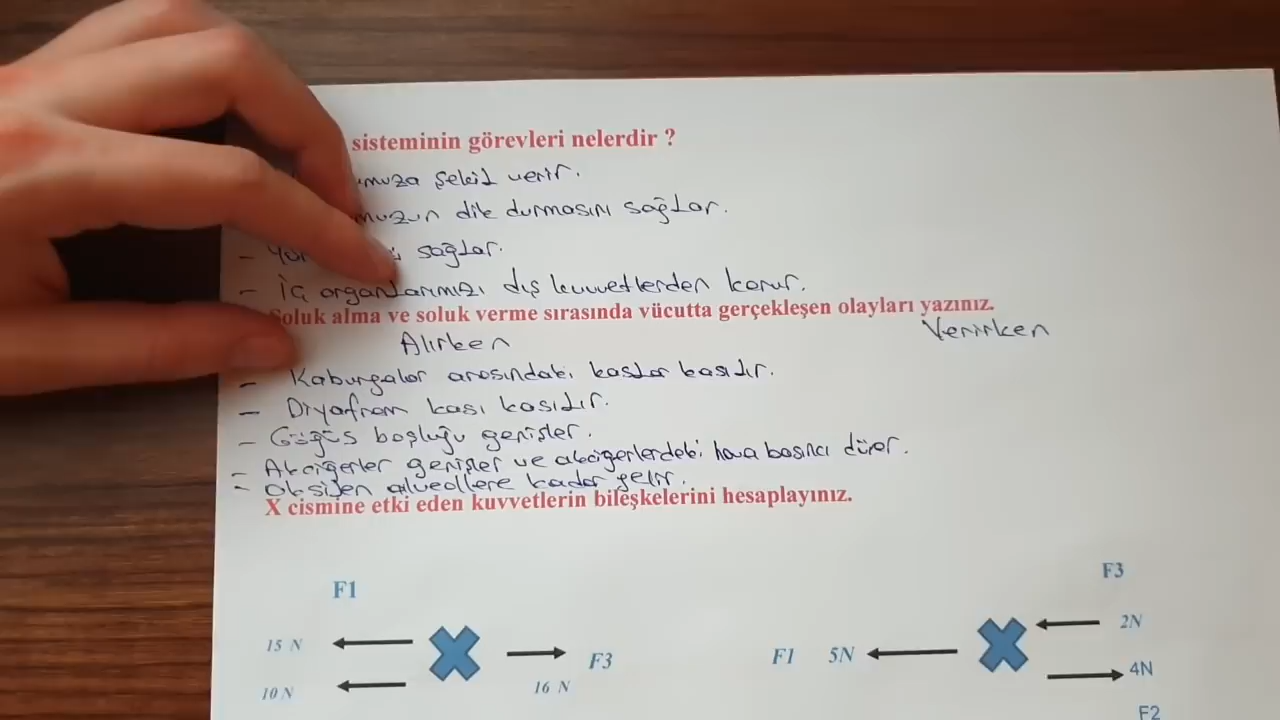 sisteminin görevleri nelerdir ?
şekil verir.
dik durmasını sağlar.
- sağlar.
- İç organlarımızı dış kuvvetlerden korur.
Soluk alma ve soluk verme sırasında vücutta gerçekleşen olayları yazınız.
Alırken Verirken
- Kaburgalar arasındaki kaslar kasılır.
- Diyafram kası kasılır.
- Göğüs boşluğu genişler.
- Akciğerler genişler ve akciğerlerdeki hava basıncı düşer.
- Oksijen alveollere kadar gelir.
X cismine etki eden kuvvetlerin bileşkelerini hesaplayınız.
F1 F3
15 N 2N
F3 F1 5N 4N
10 N 16 N
F2